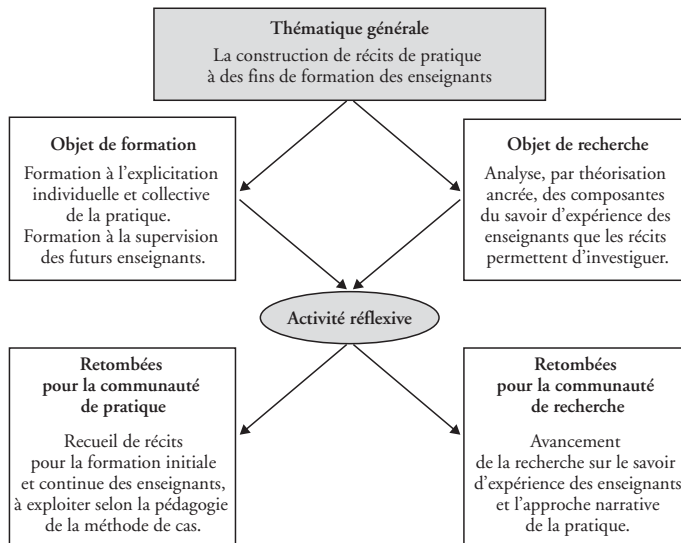 Thématique générale
La construction de récits de pratique
à des fins de formation des enseignants
Objet de formation
Formation à l'explicitation
individuelle et collective
de la pratique.
Formation à la supervision
des futurs enseignants.
Objet de recherche
Analyse, par théorisation
ancrée, des composantes
du savoir d'expérience des
enseignants que les récits
permettent d'investiguer.
Activité réflexive
Retombées
pour la communauté
de pratique
Recueil de récits
pour la formation initiale
et continue des enseignants,
à exploiter selon la pédagogie
de la méthode de cas.
Retombées
pour la communauté
de recherche
Avancement
de la recherche sur le savoir
d'expérience des enseignants
et l'approche narrative
de la pratique.